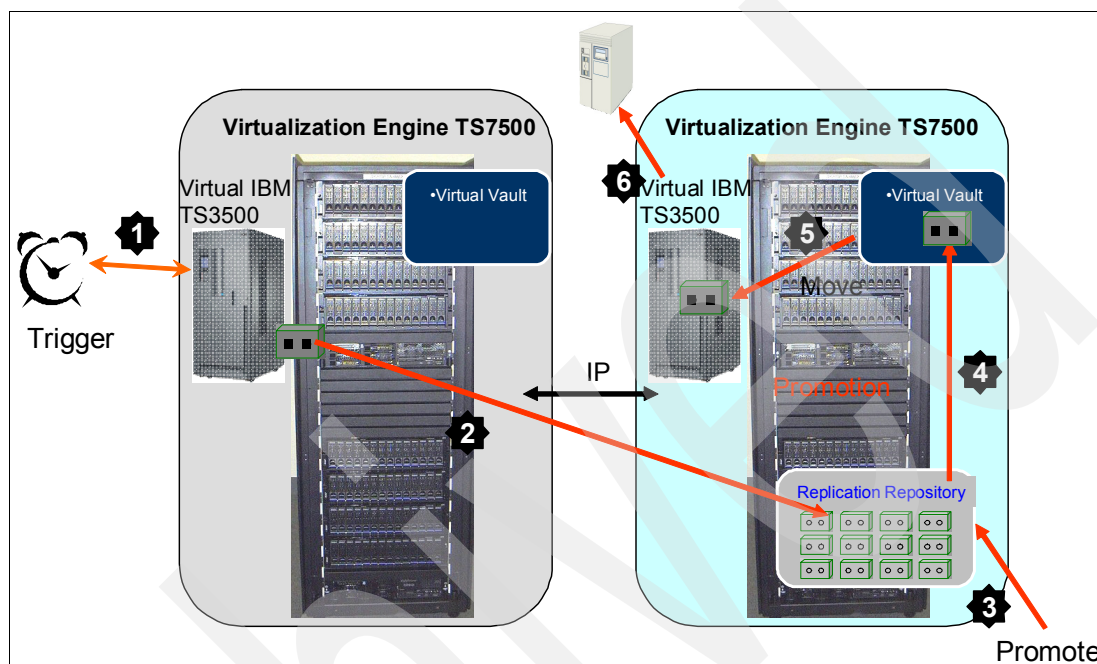 Virtualization Engine TS7500
Virtual IBM
TS3500
•Virtual Vault
1
Trigger
2
IP
Virtualization Engine TS7500
6
Virtual IBM
TS3500
•Virtual Vault
5
Move
Promotion
4
Replication Repository
3
Promote